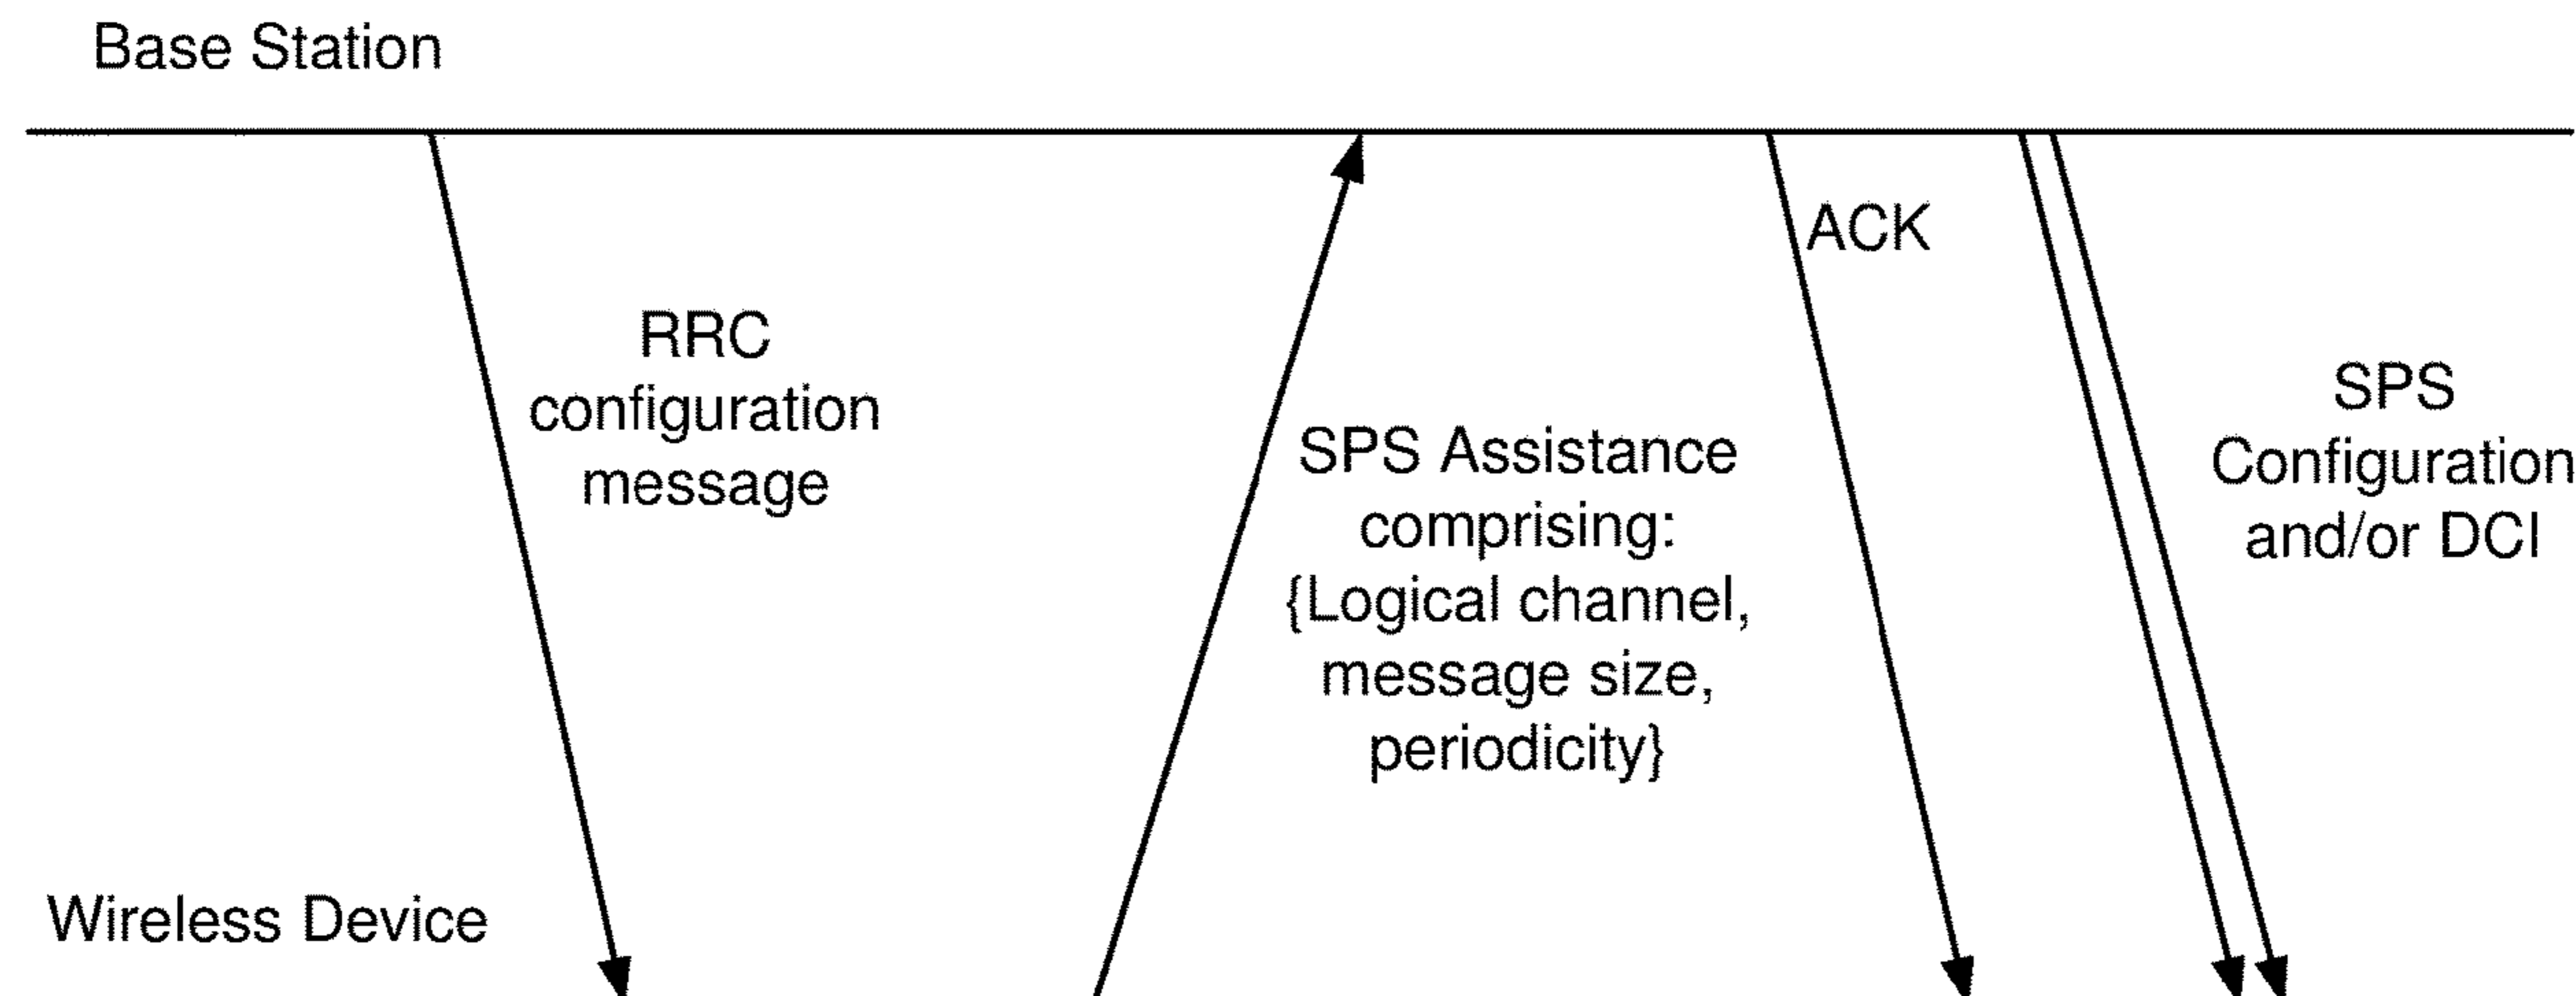 Base Station
ACK
RRC
configuration
message
SPS
Configuration
and/or DCI
SPS Assistance
comprising:
{Logical channel,
message size,
periodicity}
Wireless Device